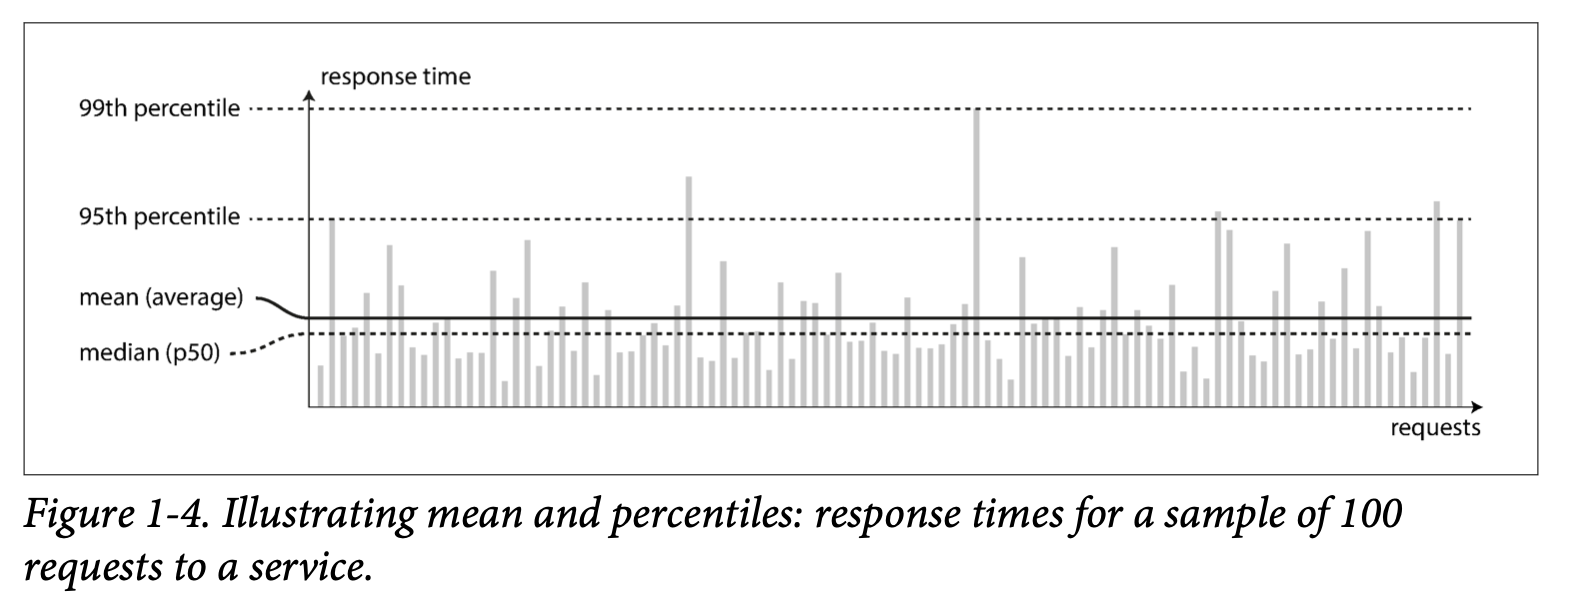 response time
99th percentile
95th percentile
mean (average)
median (p50)
requests
Figure 1-4. Illustrating mean and percentiles: response times for a sample of 100
requests to a service.